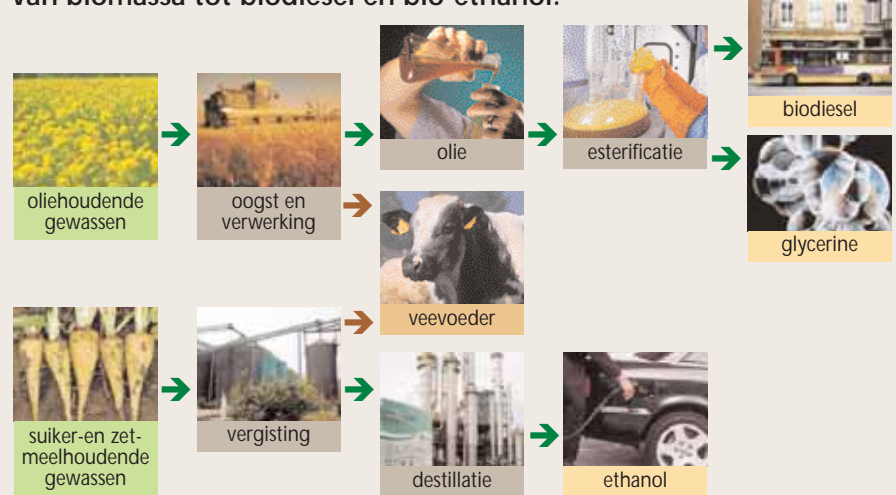 van biomassa tot biodiesel en bio-ethanol:
biodiesel
olie
esterificatie
oliehoudende
gewassen
oogst en
verwerking
glycerine
veevoeder
suiker-en zet-
meelhoudende
gewassen
vergisting
destillatie
ethanol